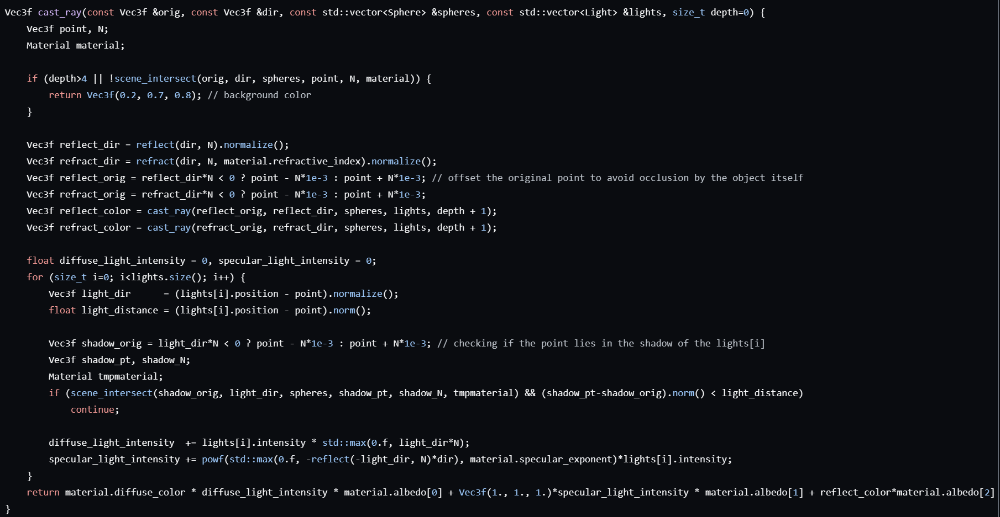 Vec3f cast_ray(const Vec3f &orig, const Vec3f &dir, const std::vector<Sphere> &spheres, const std::vector<Light> &lights, size_t depth=0) {
    Vec3f point, N;
    Material material;

    if (depth>4 || !scene_intersect(orig, dir, spheres, point, N, material)) {
        return Vec3f(0.2, 0.7, 0.8); // background color
    }

    Vec3f reflect_dir = reflect(dir, N).normalize();
    Vec3f refract_dir = refract(dir, N, material.refractive_index).normalize();
    Vec3f reflect_orig = reflect_dir*N < 0 ? point - N*1e-3 : point + N*1e-3; // offset the original point to avoid occlusion by the object itself
    Vec3f refract_orig = refract_dir*N < 0 ? point - N*1e-3 : point + N*1e-3;
    Vec3f reflect_color = cast_ray(reflect_orig, reflect_dir, spheres, lights, depth + 1);
    Vec3f refract_color = cast_ray(refract_orig, refract_dir, spheres, lights, depth + 1);

    float diffuse_light_intensity = 0, specular_light_intensity = 0;
    for (size_t i=0; i<lights.size(); i++) {
        Vec3f light_dir      = (lights[i].position - point).normalize();
        float light_distance = (lights[i].position - point).norm();

        Vec3f shadow_orig = light_dir*N < 0 ? point - N*1e-3 : point + N*1e-3; // checking if the point lies in the shadow of the lights[i]
        Vec3f shadow_pt, shadow_N;
        Material tmpmaterial;
        if (scene_intersect(shadow_orig, light_dir, spheres, shadow_pt, shadow_N, tmpmaterial) && (shadow_pt-shadow_orig).norm() < light_distance)
            continue;

        diffuse_light_intensity  += lights[i].intensity * std::max(0.f, light_dir*N);
        specular_light_intensity += powf(std::max(0.f, -reflect(-light_dir, N)*dir), material.specular_exponent)*lights[i].intensity;
    }
    return material.diffuse_color * diffuse_light_intensity * material.albedo[0] + Vec3f(1., 1., 1.)*specular_light_intensity * material.albedo[1] + reflect_color*material.albedo[2]
}